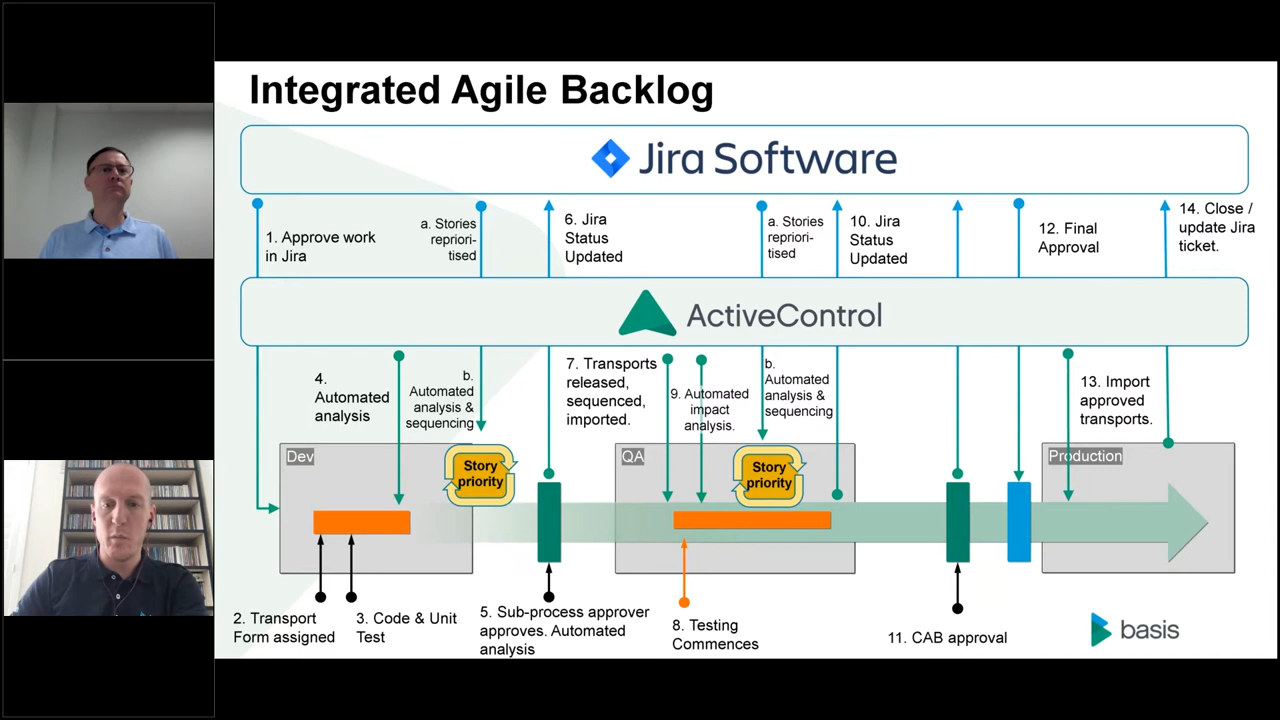 Integrated Agile Backlog
Jira Software
1. Approve work
in Jira
a. Stories
repriori-
tised
6. Jira
Status
Updated
a. Stories
repriori-
tised
10. Jira
Status
Updated
12. Final
Approval
14. Close /
update Jira
ticket.
ActiveControl
4.
Automated
analysis
b.
Automated
analysis &
sequencing
7. Transports
released,
sequenced,
imported.
9. Automated
impact
analysis.
b.
Automated
analysis &
sequencing
13. Import
approved
transports.
Dev
Story
priority
QA
Story
priority
Production
2. Transport
Form assigned
3. Code & Unit
Test
5. Sub-process approver
approves. Automated
analysis
8. Testing
Commences
11. CAB approval
basis